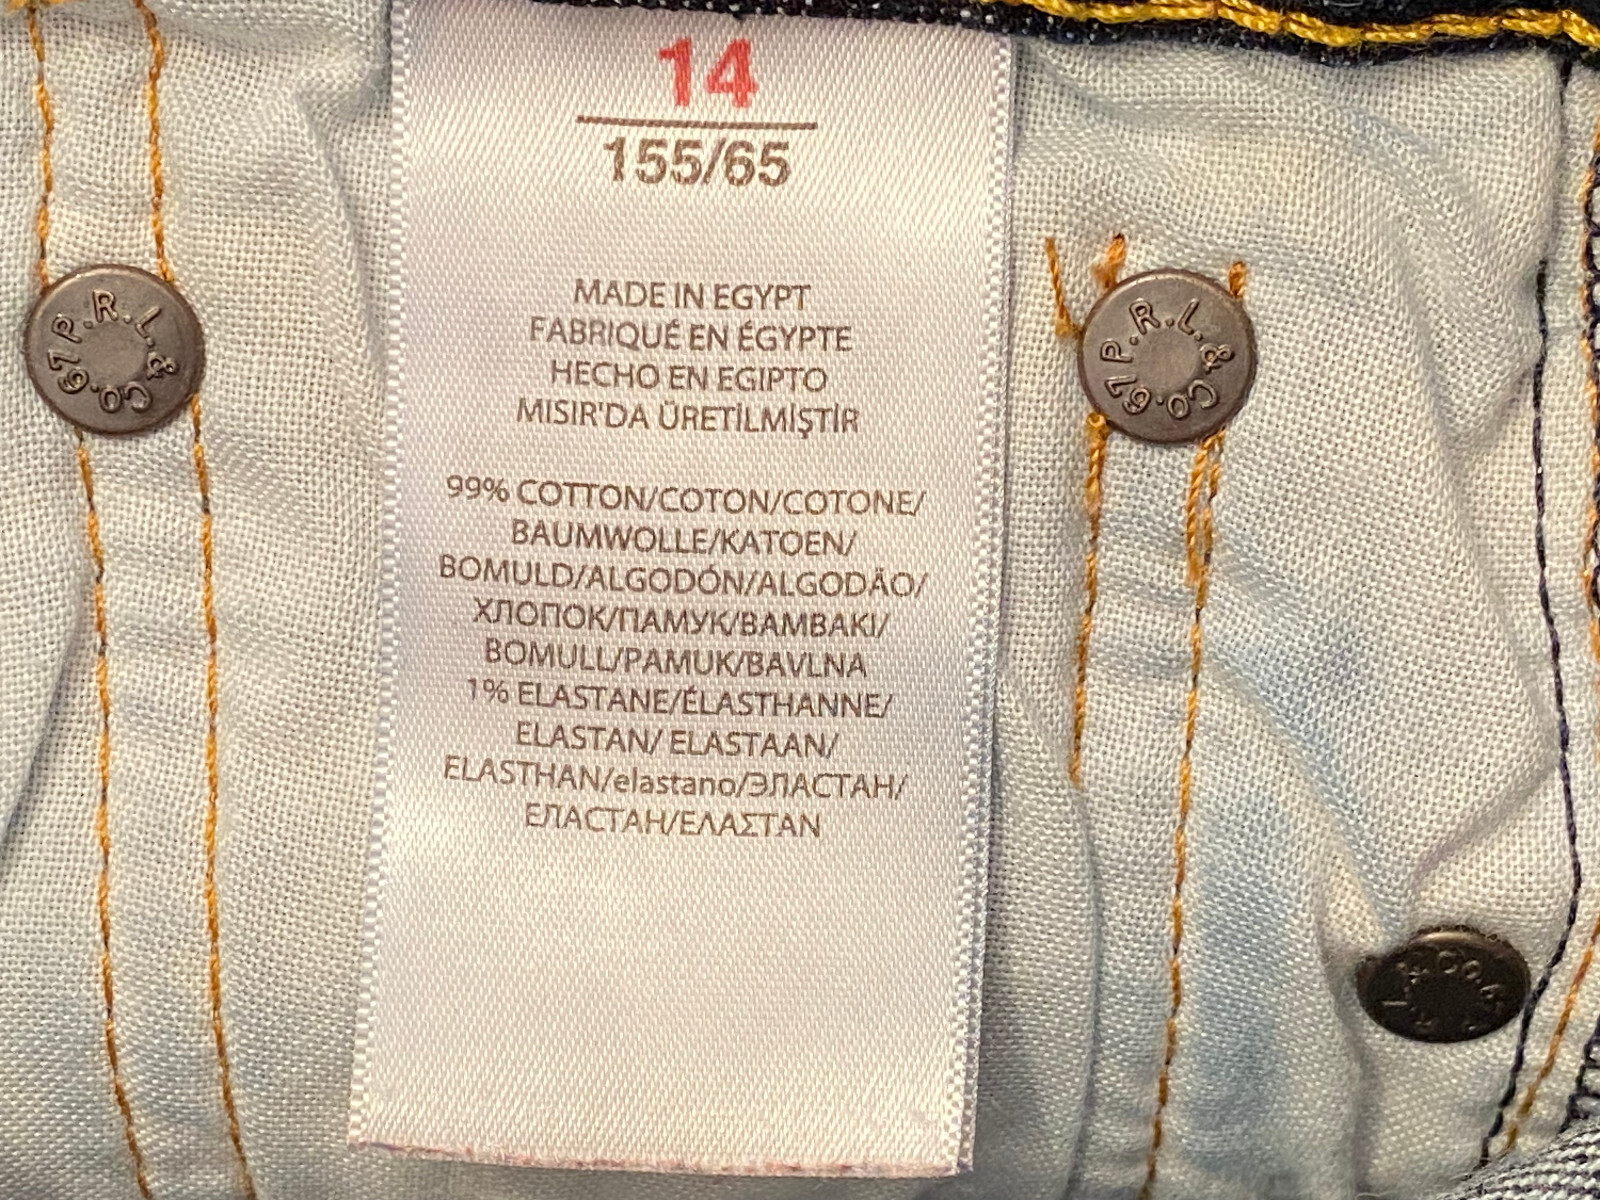 14
155/65
MADE IN EGYPT
FABRIQUÉ EN ÉGYPTE
HECHO EN EGIPTO
MISIR'DA ÜRETİLMİŞTİR
99% COTTON/COTON/COTONE/
BAUMWOLLE/KATOEN/
BOMULD/ALGODÓN/ALGODÃO/
ХЛОПОК/ПАМУК/BAMBAKI/
BOMULL/PAMUK/BAVLNA
1% ELASTANE/ÉLASTHANNE/
ELASTAN/ ELASTAAN/
ELASTHAN/elastano/ЭЛАСТАН/
ЕЛАСТАН/ΕΛΑΣΤΑΝ
P.R.L.&Co.67
P.R.L.&Co.67